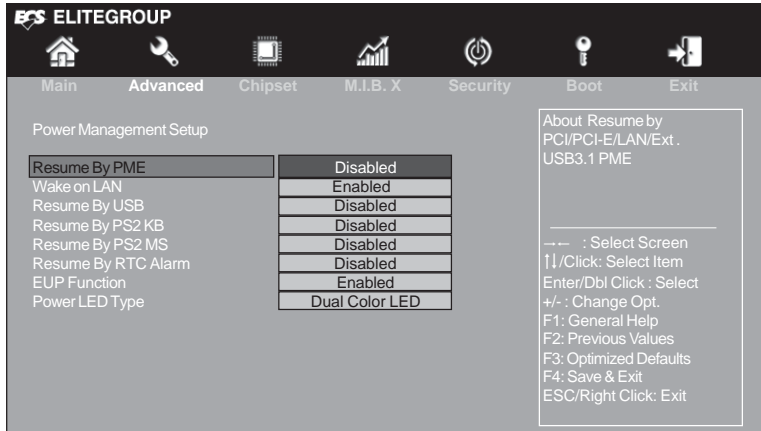 ECS ELITEGROUP
Main Advanced Chipset M.I.B. X Security Boot Exit
Power Management Setup
Resume By PME Disabled
Wake on LAN Enabled
Resume By USB Disabled
Resume By PS2 KB Disabled
Resume By PS2 MS Disabled
Resume By RTC Alarm Disabled
EUP Function Enabled
Power LED Type Dual Color LED
About Resume by
PCI/PCI-E/LAN/Ext .
USB3.1 PME
→← : Select Screen
↑↓/Click: Select Item
Enter/Dbl Click : Select
+/- : Change Opt.
F1: General Help
F2: Previous Values
F3: Optimized Defaults
F4: Save & Exit
ESC/Right Click: Exit